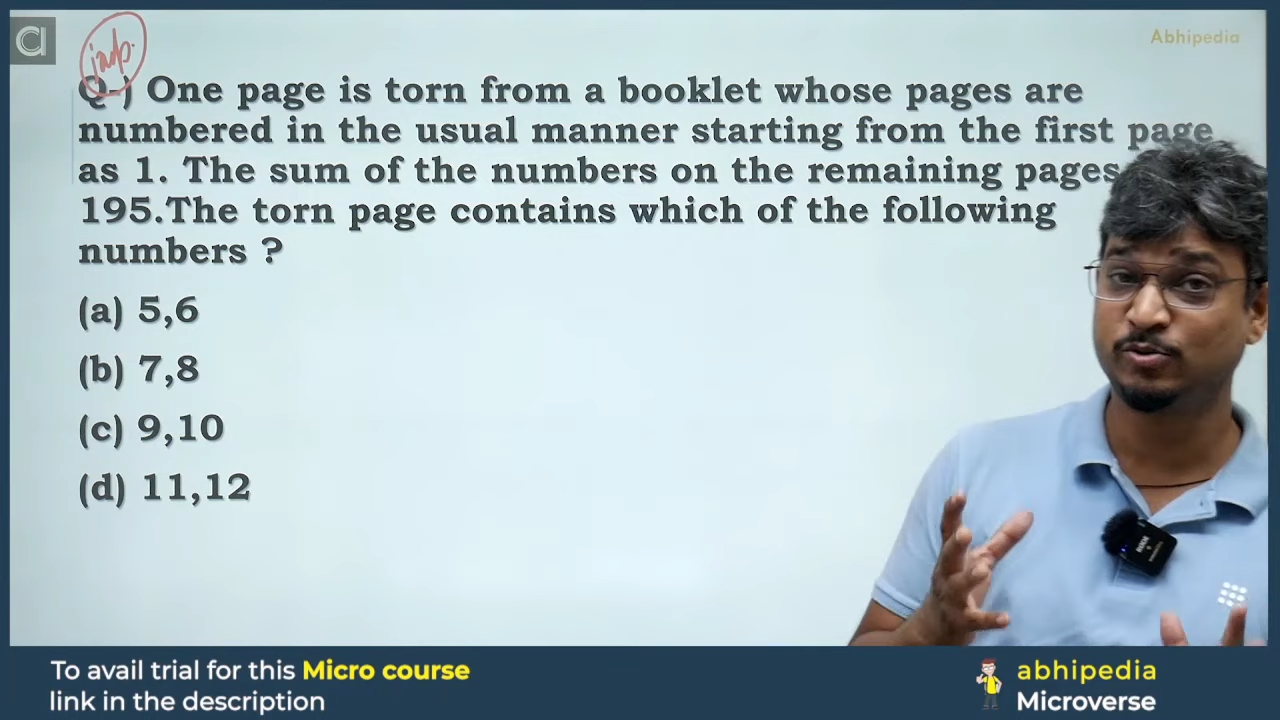 Abhipedia
imp.
Q-) One page is torn from a booklet whose pages are
numbered in the usual manner starting from the first page
as 1. The sum of the numbers on the remaining pages
195.The torn page contains which of the following
numbers ?
(a) 5,6
(b) 7,8
(c) 9,10
(d) 11,12
To avail trial for this Micro course
link in the description
abhipedia
Microverse